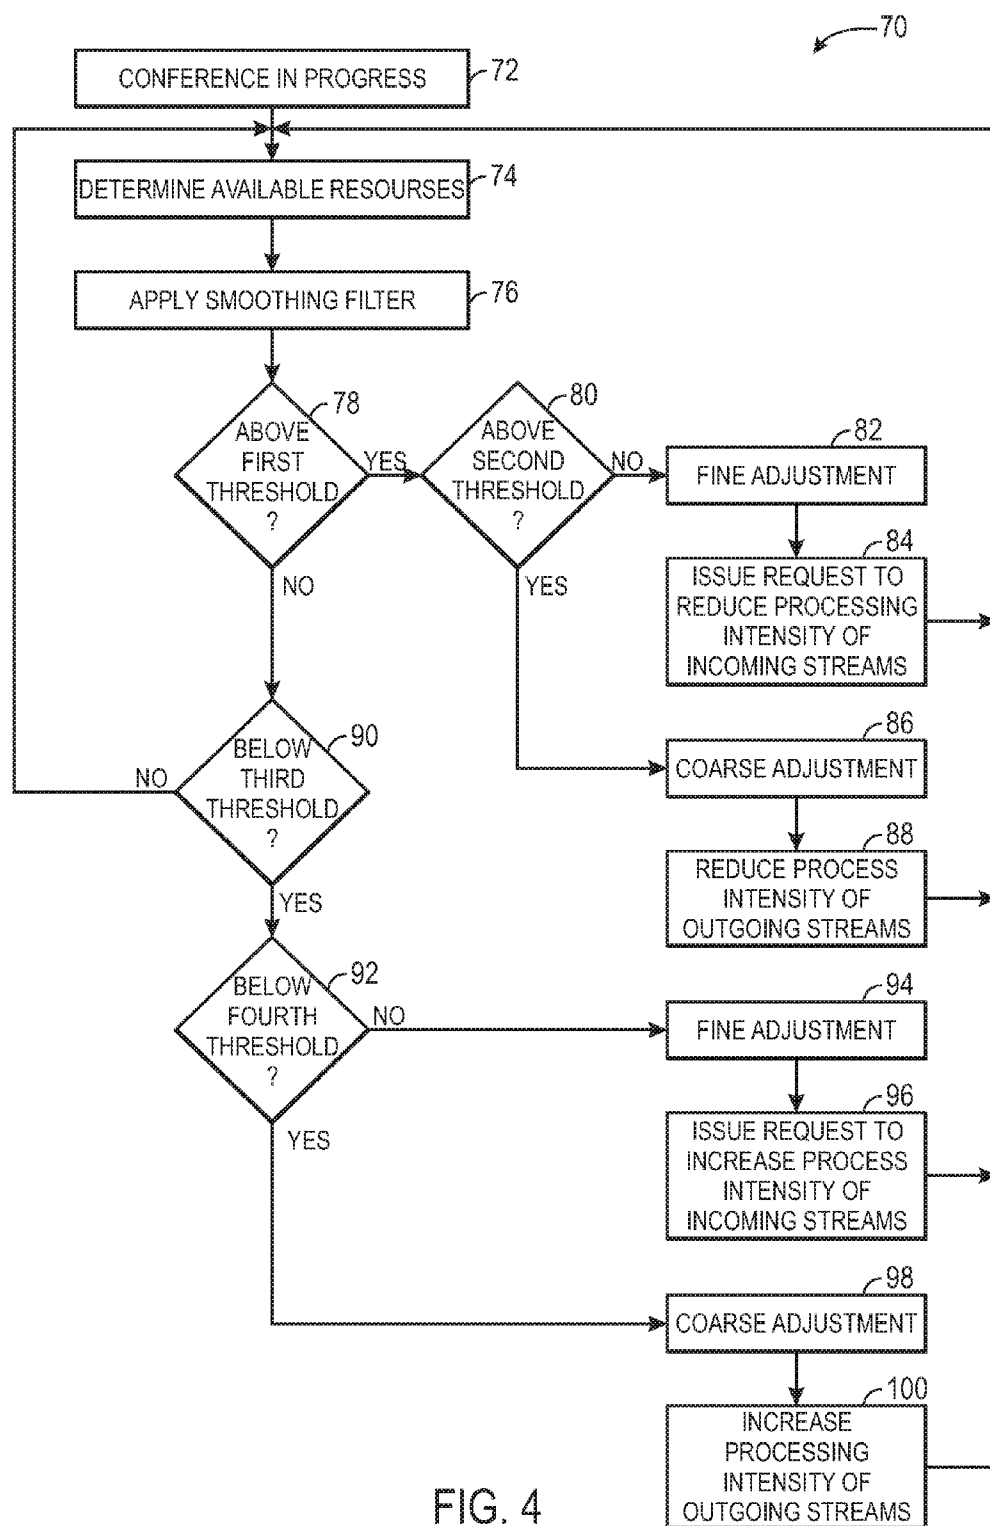 70
CONFERENCE IN PROGRESS
72
DETERMINE AVAILABLE RESOURSES
74
APPLY SMOOTHING FILTER
76
ABOVE
FIRST
THRESHOLD
?
78
YES
NO
ABOVE
SECOND
THRESHOLD
?
80
NO
YES
FINE ADJUSTMENT
82
ISSUE REQUEST TO
REDUCE PROCESSING
INTENSITY OF
INCOMING STREAMS
84
COARSE ADJUSTMENT
86
REDUCE PROCESS
INTENSITY OF
OUTGOING STREAMS
88
BELOW
THIRD
THRESHOLD
?
90
NO
YES
BELOW
FOURTH
THRESHOLD
?
92
NO
YES
FINE ADJUSTMENT
94
ISSUE REQUEST TO
INCREASE PROCESS
INTENSITY OF
INCOMING STREAMS
96
COARSE ADJUSTMENT
98
INCREASE
PROCESSING
INTENSITY OF
OUTGOING STREAMS
100
FIG. 4